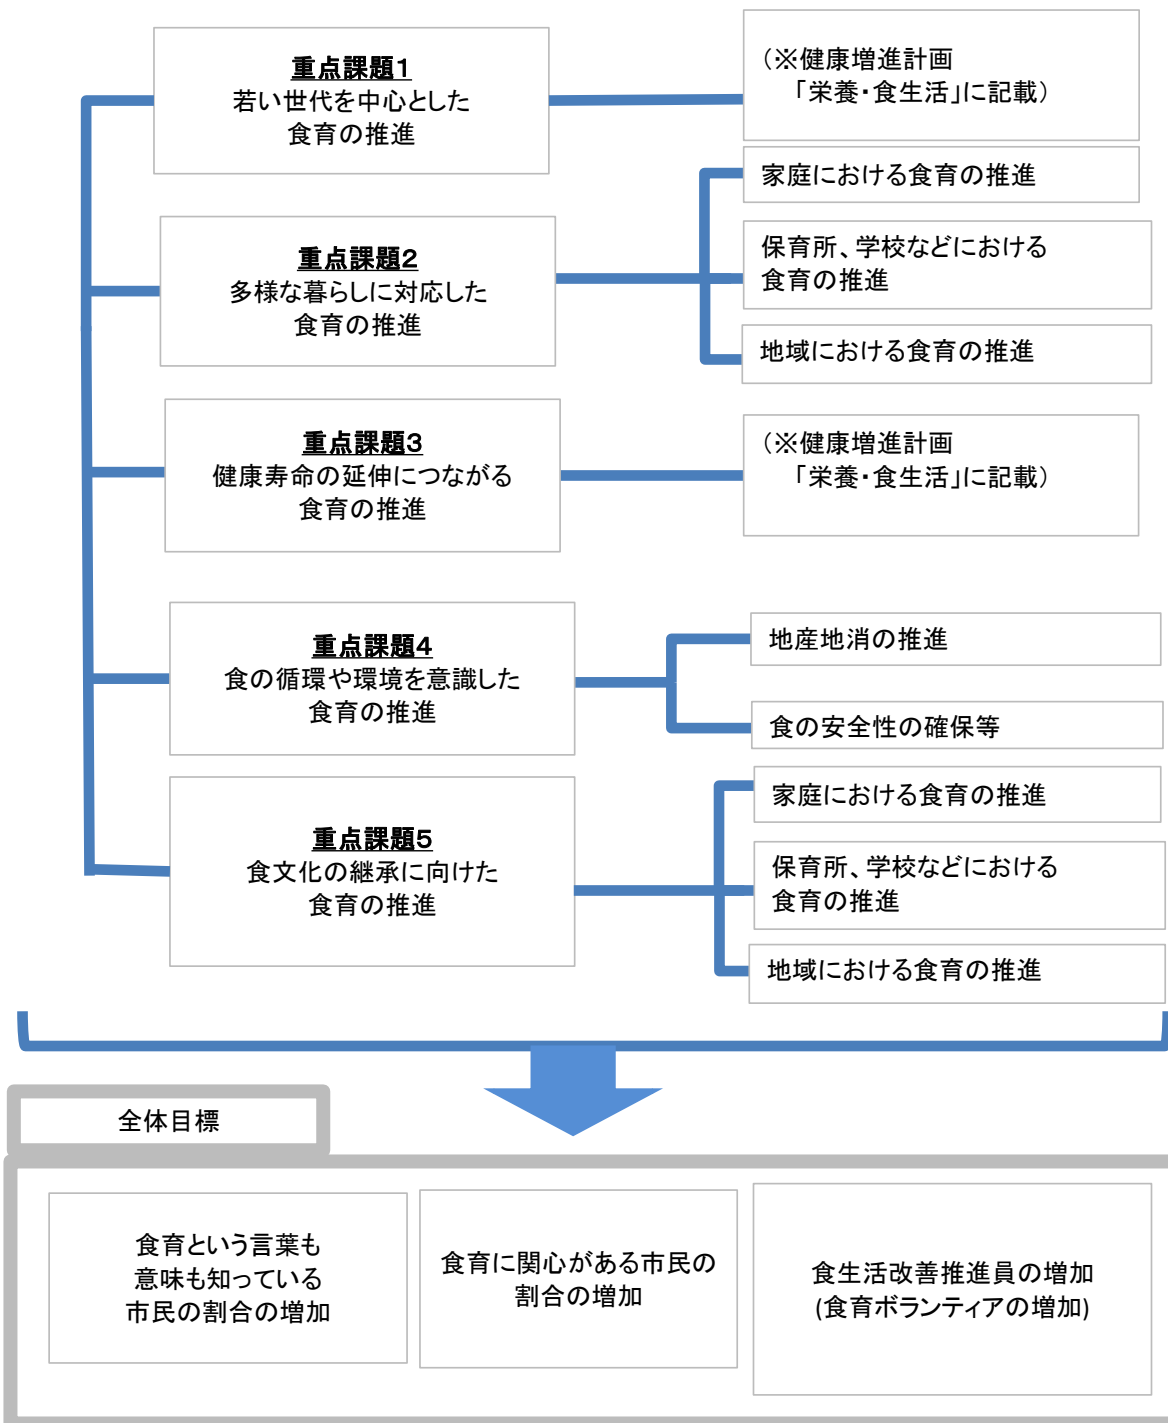 重点課題1
若い世代を中心とした
食育の推進
(※健康増進計画
「栄養・食生活」に記載)
重点課題2
多様な暮らしに対応した
食育の推進
家庭における食育の推進
保育所、学校などにおける
食育の推進
地域における食育の推進
重点課題3
健康寿命の延伸につながる
食育の推進
(※健康増進計画
「栄養・食生活」に記載)
重点課題4
食の循環や環境を意識した
食育の推進
地産地消の推進
食の安全性の確保等
重点課題5
食文化の継承に向けた
食育の推進
家庭における食育の推進
保育所、学校などにおける
食育の推進
地域における食育の推進
全体目標
食育という言葉も
意味も知っている
市民の割合の増加
食育に関心がある市民の
割合の増加
食生活改善推進員の増加
(食育ボランティアの増加)